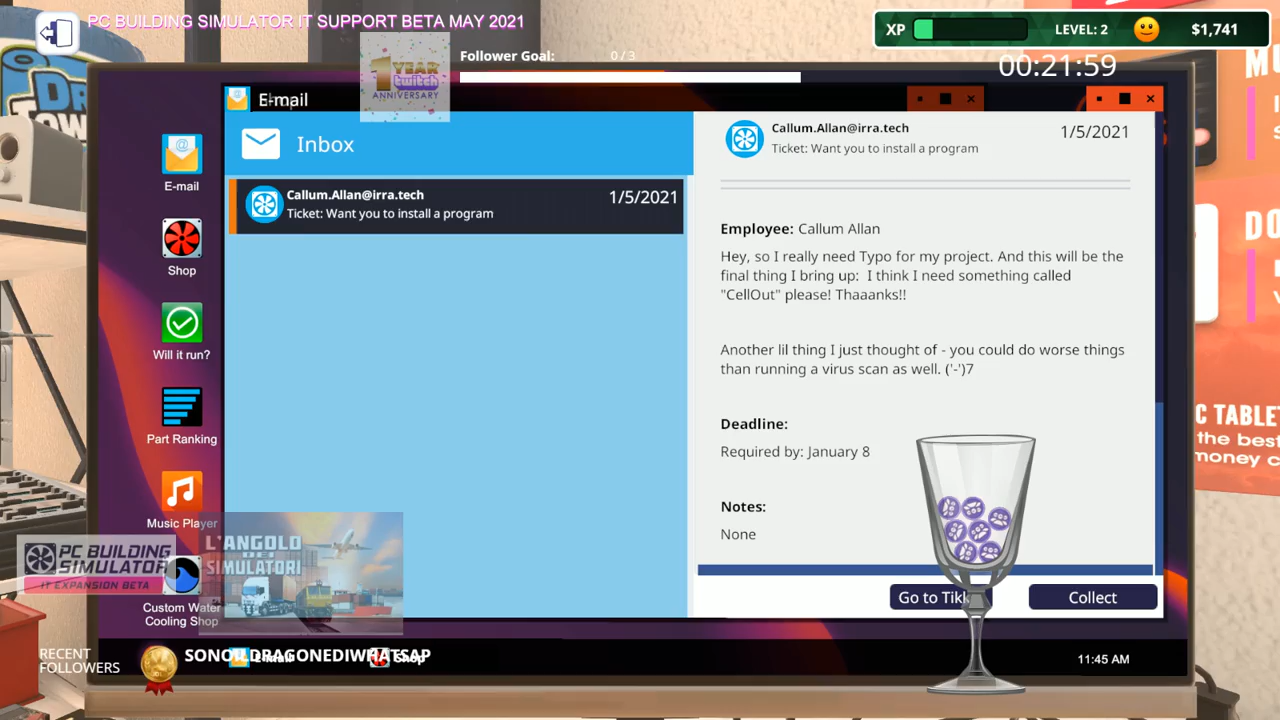 PC BUILDING SIMULATOR IT SUPPORT BETA MAY 2021
Follower Goal: 0 / 3
XP LEVEL: 2 $1,741
00:21:59
1 YEAR
twitch
ANNIVERSARY
E-mail
Inbox
Callum.Allan@irra.tech 1/5/2021
Ticket: Want you to install a program
Callum.Allan@irra.tech 1/5/2021
Ticket: Want you to install a program
Employee: Callum Allan
Hey, so I really need Typo for my project. And this will be the
final thing I bring up: I think I need something called
"CellOut" please! Thaaanks!!
Another lil thing I just thought of - you could do worse things
than running a virus scan as well. ('-')7
Deadline:
Required by: January 8
Notes:
None
Go to Tikk
Collect
E-mail
Shop
Will it run?
Part Ranking
Music Player
Custom Water
Cooling Shop
PC BUILDING
SIMULATOR
IT EXPANSION BETA
L'ANGOLO
DEI
SIMULATORI
RECENT
FOLLOWERS
SONOILDRAGONEDIWHATSAP
E-Mail
Shop
11:45 AM
C TABLET
the best
money c